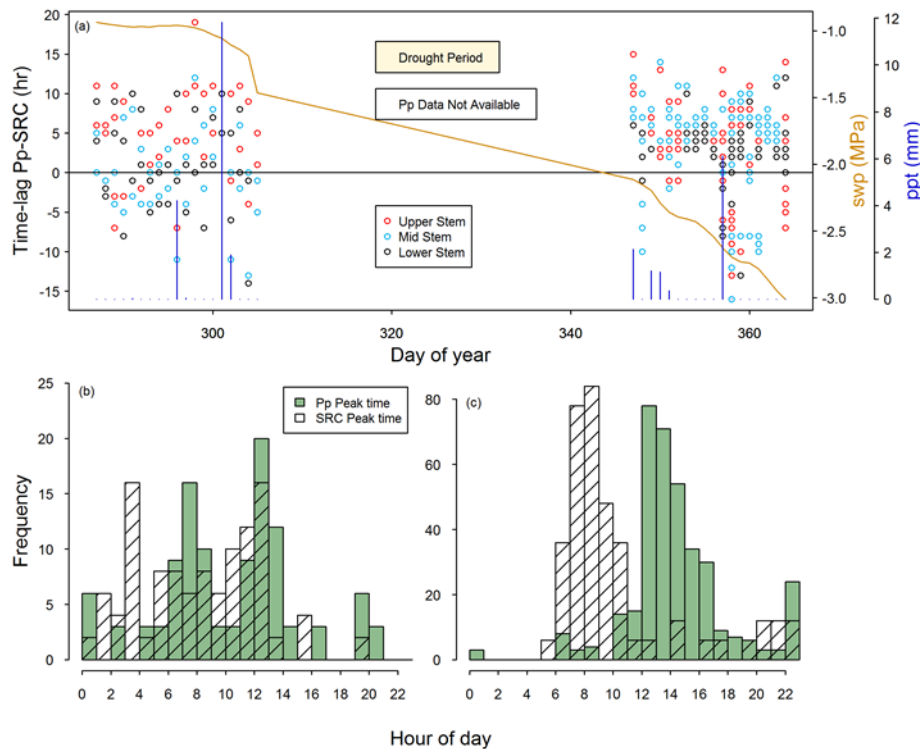 (a)
Time-lag Pp-SRC (hr)
20
15
10
5
0
-5
-10
-15
Drought Period
Pp Data Not Available
Upper Stem
Mid Stem
Lower Stem
-1.0
-1.5
-2.0
-2.5
-3.0
swp (MPa)
12
10
8
6
4
2
0
ppt (mm)
300 320 340 360
Day of year
(b)
Frequency
25
20
15
10
5
0
Pp Peak time
SRC Peak time
0 2 4 6 8 10 12 14 16 18 20 22
(c)
80
60
40
20
0
0 2 4 6 8 10 12 14 16 18 20 22
Hour of day